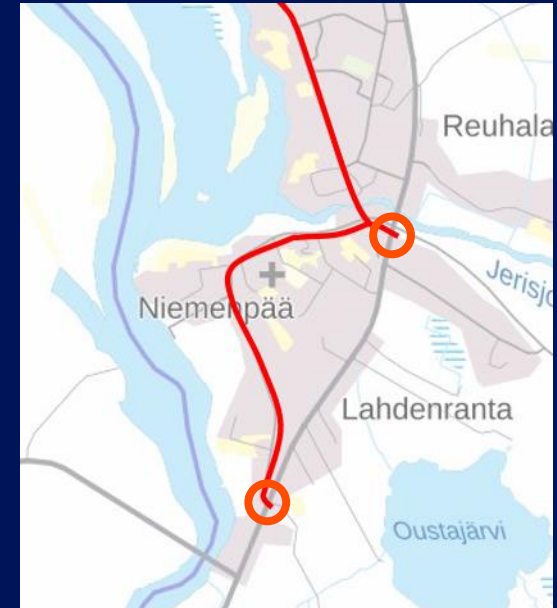 Reuhala
Jerisjo
Niemenpää
Lahdenranta
Oustajärvi